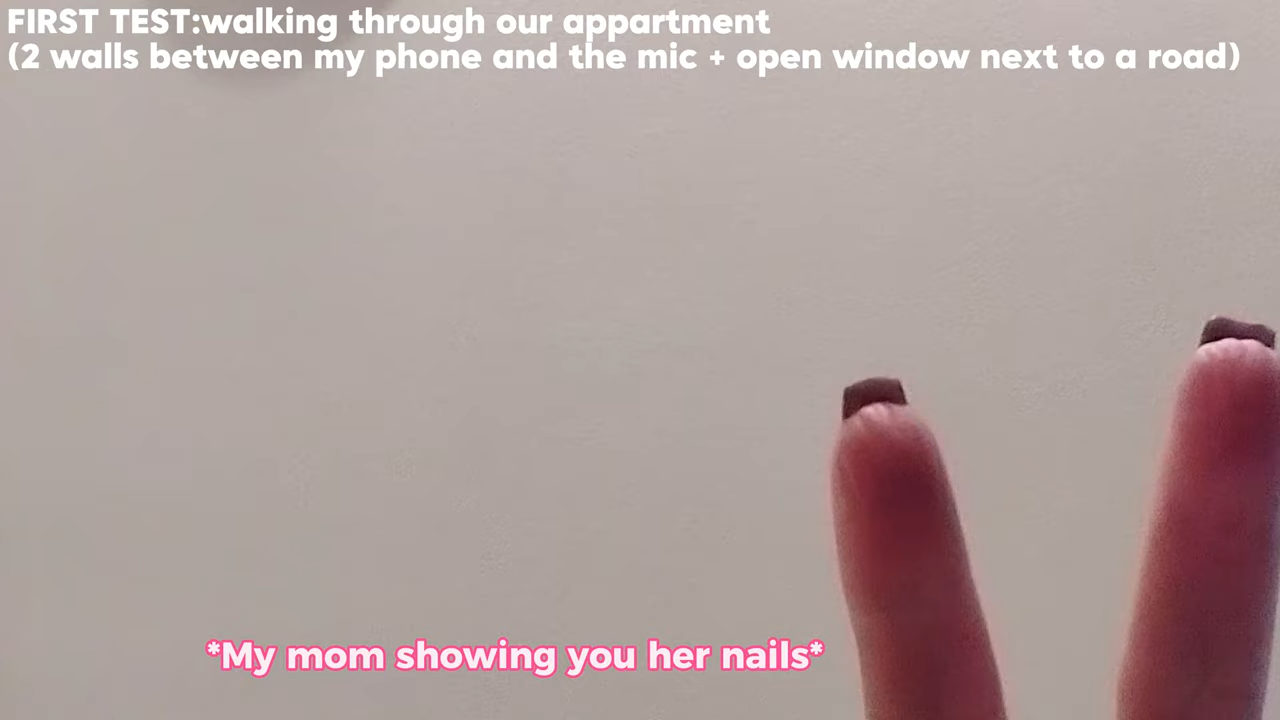 FIRST TEST:walking through our appartment
(2 walls between my phone and the mic + open window next to a road)
*My mom showing you her nails*